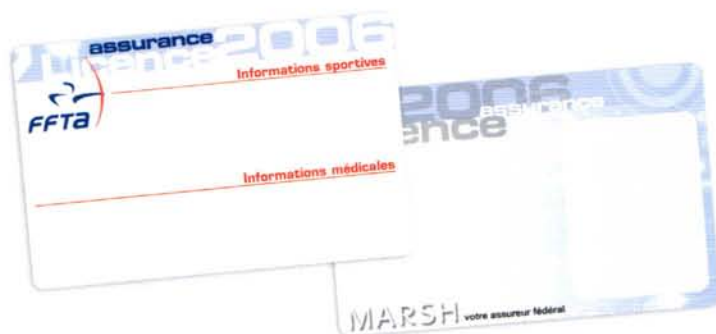 assurance
Licence 2006
Informations sportives
FFTa
Informations médicales
2006
assurance
licence
MARSH votre assureur fédéral